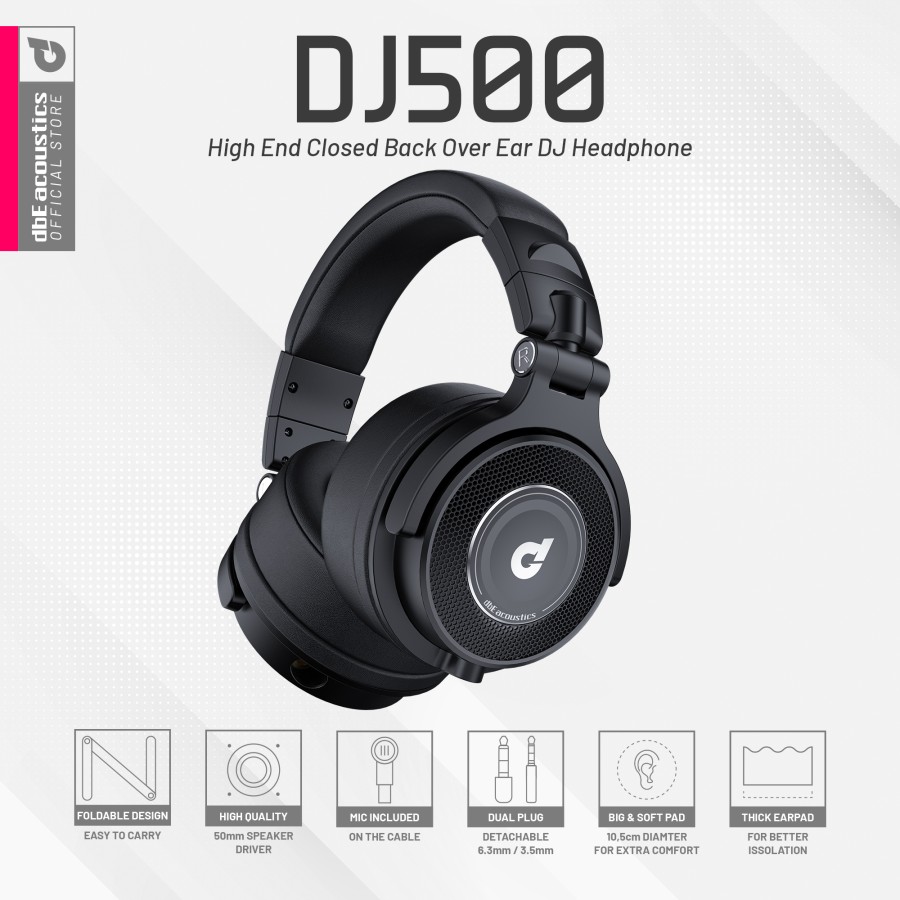 DJ500
High End Closed Back Over Ear DJ Headphone
dbE acoustics
OFFICIAL STORE
R
dbE acoustics
FOLDABLE DESIGN
EASY TO CARRY
HIGH QUALITY
50mm SPEAKER
DRIVER
MIC INCLUDED
ON THE CABLE
DUAL PLUG
DETACHABLE
6.3mm / 3.5mm
BIG & SOFT PAD
10,5cm DIAMTER
FOR EXTRA COMFORT
THICK EARPAD
FOR BETTER
ISSOLATION